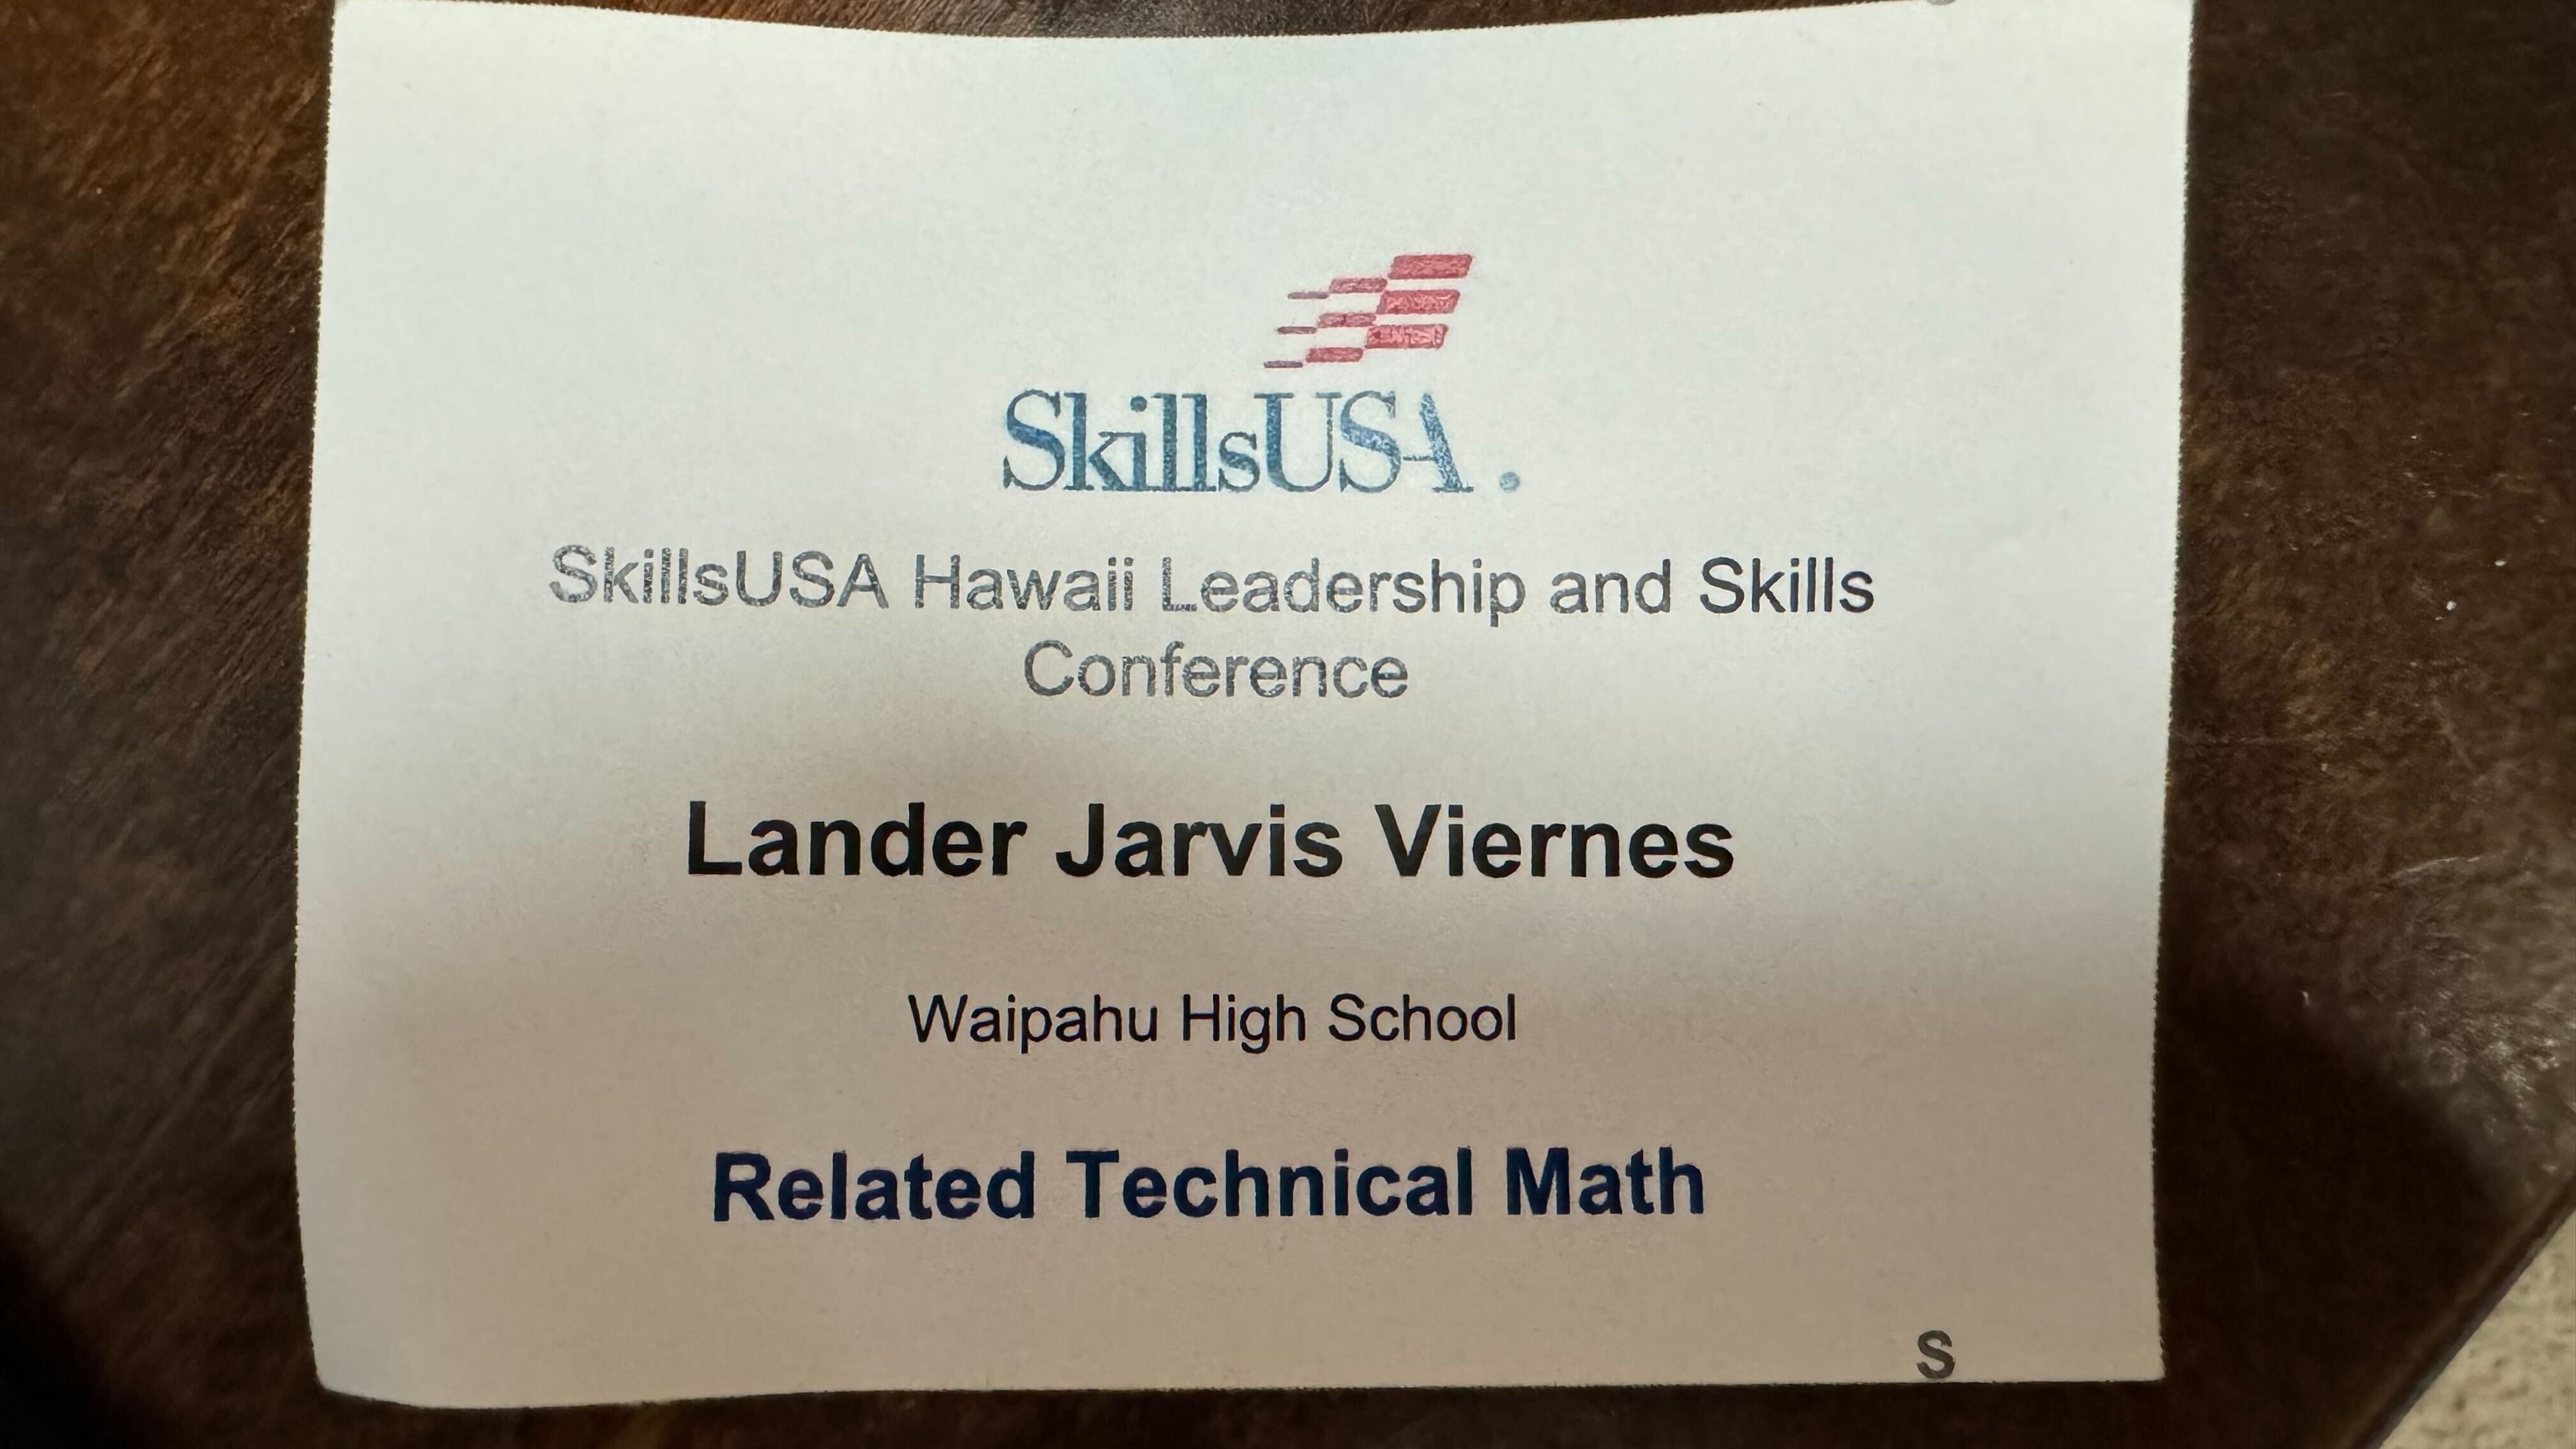 SkillsUSA.
SkillsUSA Hawaii Leadership and Skills
Conference
Lander Jarvis Viernes
Waipahu High School
Related Technical Math
S